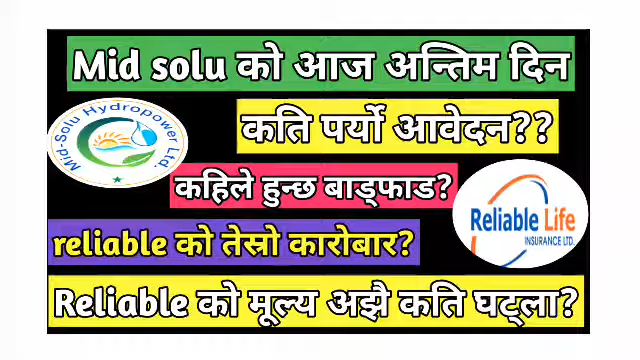 Mid solu को आज अन्तिम दिन
कति पर्यो आवेदन??
Mid-Solu Hydropower Ltd.
कहिले हुन्छ बाड्फाड?
Reliable Life
INSURANCE LTD.
reliable को तेस्रो कारोबार?
Reliable को मूल्य अझै कति घट्ला?